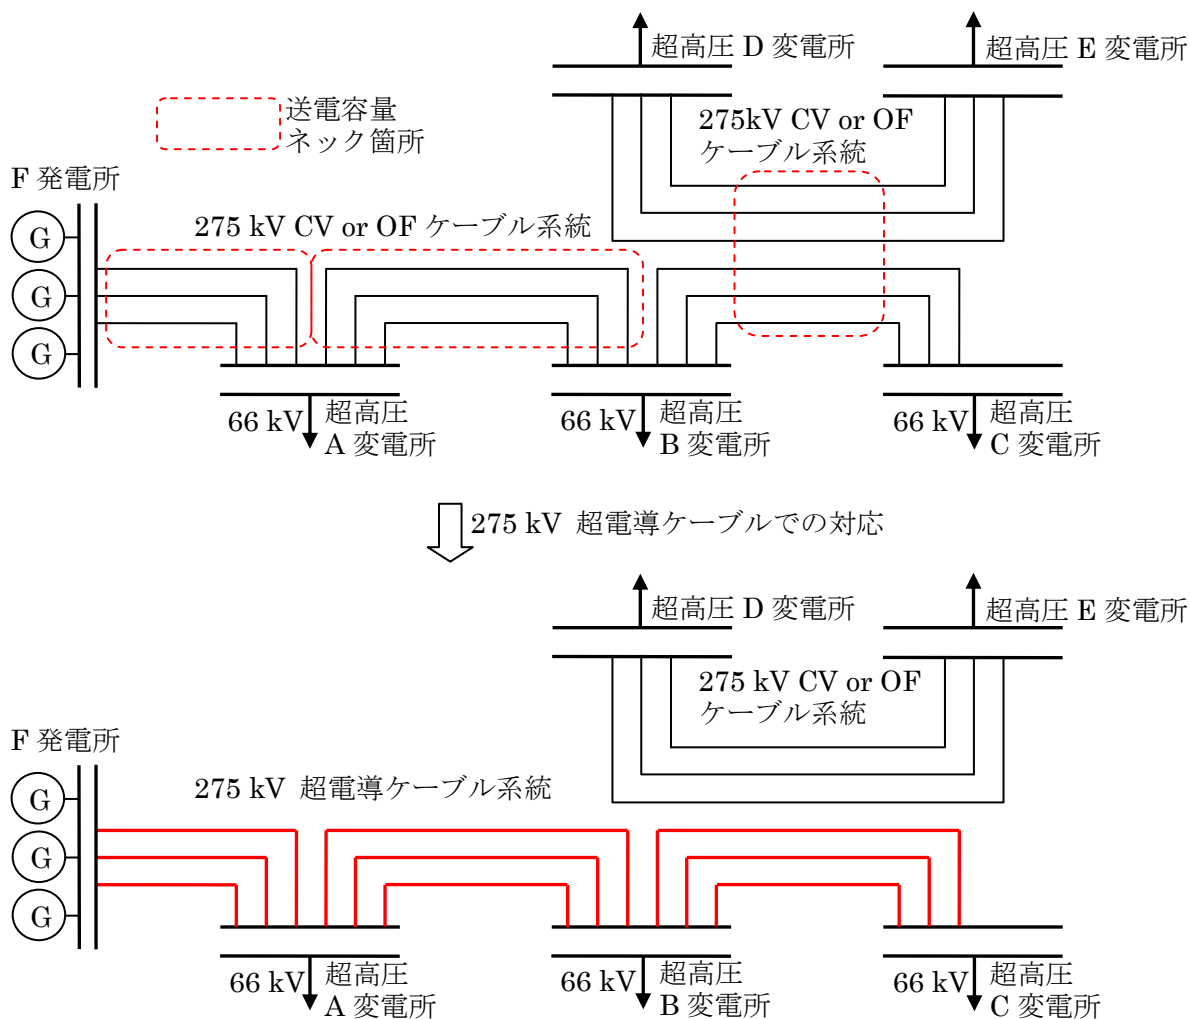 超高圧 D 変電所
超高圧 E 変電所
送電容量
ネック箇所
275kV CV or OF
ケーブル系統
F 発電所
275 kV CV or OF ケーブル系統
G
G
G
66 kV
超高圧
A 変電所
66 kV
超高圧
B 変電所
66 kV
超高圧
C 変電所
275 kV 超電導ケーブルでの対応
超高圧 D 変電所
超高圧 E 変電所
275 kV CV or OF
ケーブル系統
F 発電所
275 kV 超電導ケーブル系統
G
G
G
66 kV
超高圧
A 変電所
66 kV
超高圧
B 変電所
66 kV
超高圧
C 変電所